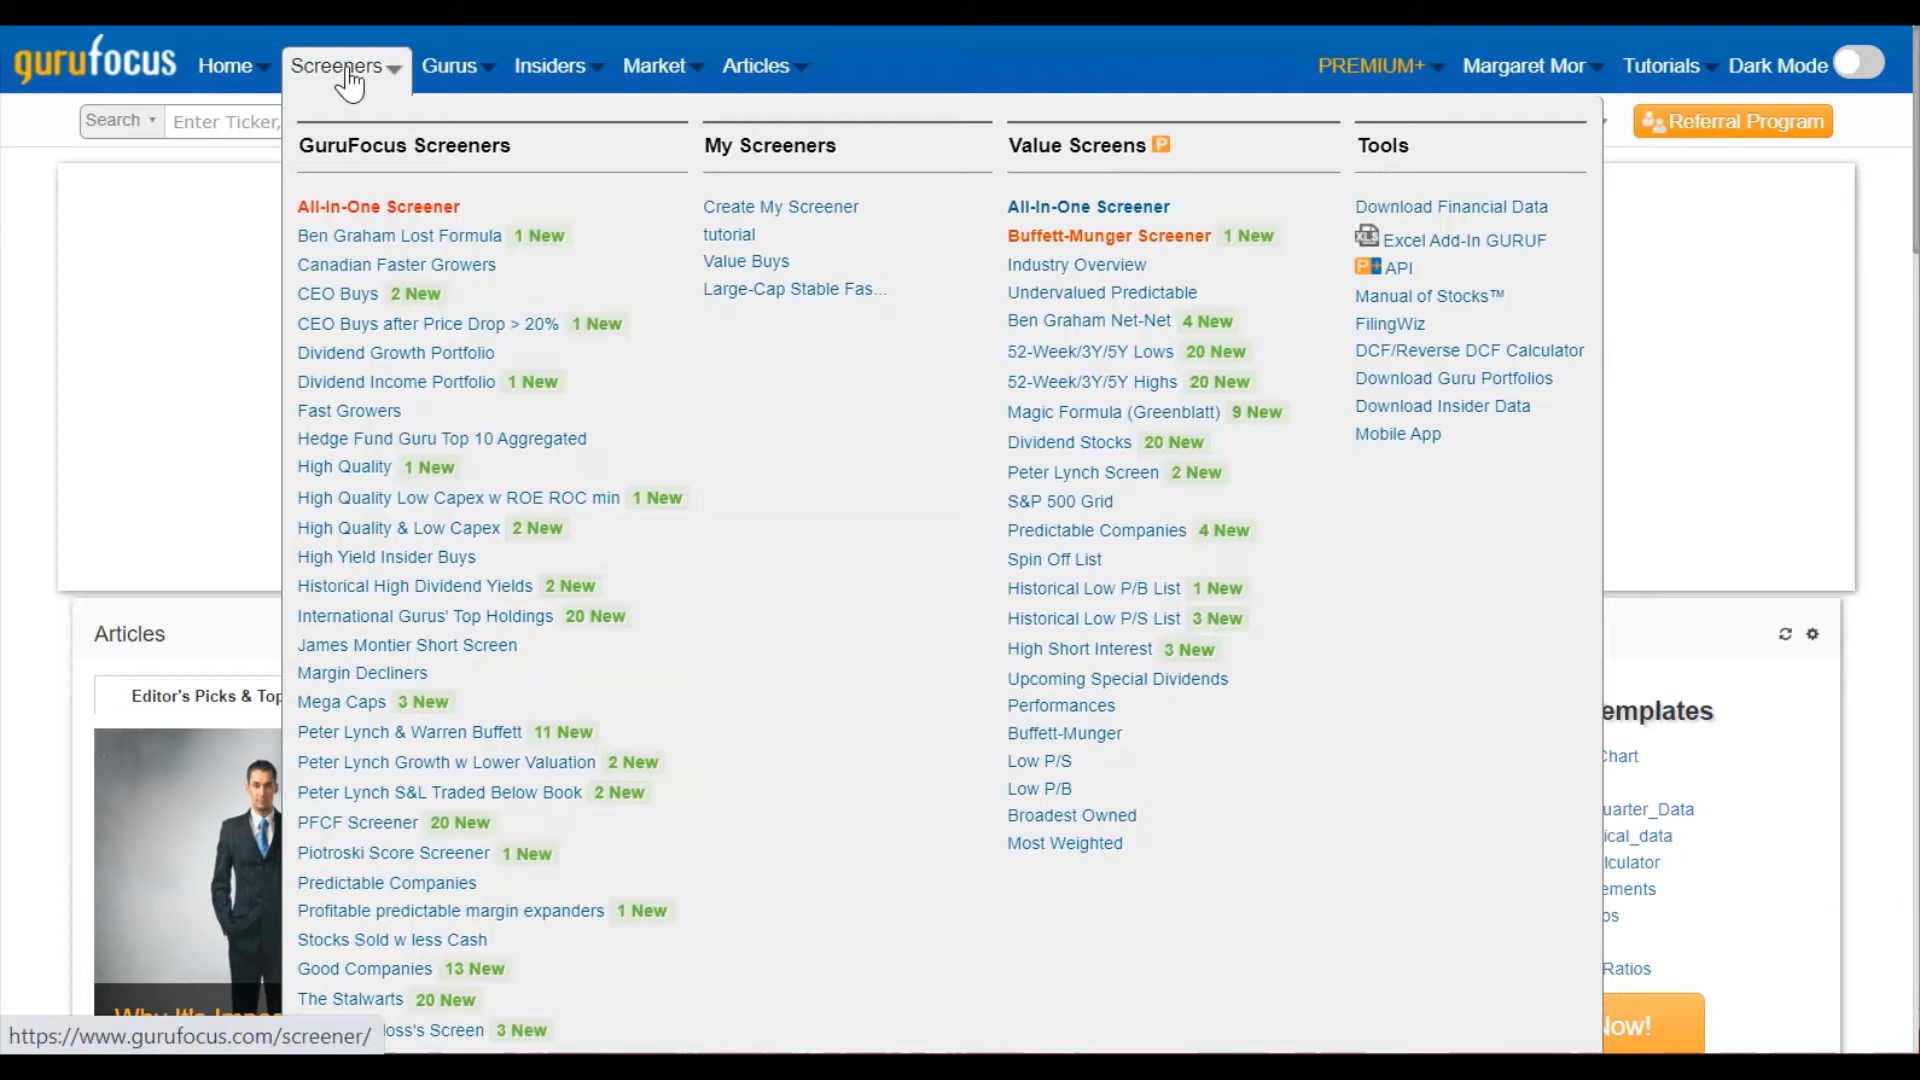 gurufocus Home Screeners Gurus Insiders Market Articles PREMIUM+ Margaret Mor Tutorials Dark Mode
Search Enter Ticker, Referral Program
GuruFocus Screeners
All-In-One Screener
Ben Graham Lost Formula 1 New
Canadian Faster Growers
CEO Buys 2 New
CEO Buys after Price Drop > 20% 1 New
Dividend Growth Portfolio
Dividend Income Portfolio 1 New
Fast Growers
Hedge Fund Guru Top 10 Aggregated
High Quality 1 New
High Quality Low Capex w ROE ROC min 1 New
High Quality & Low Capex 2 New
High Yield Insider Buys
Historical High Dividend Yields 2 New
International Gurus' Top Holdings 20 New
James Montier Short Screen
Margin Decliners
Mega Caps 3 New
Peter Lynch & Warren Buffett 11 New
Peter Lynch Growth w Lower Valuation 2 New
Peter Lynch S&L Traded Below Book 2 New
PFCF Screener 20 New
Piotroski Score Screener 1 New
Predictable Companies
Profitable predictable margin expanders 1 New
Stocks Sold w less Cash
Good Companies 13 New
The Stalwarts 20 New
oss's Screen 3 New
My Screeners
Create My Screener
tutorial
Value Buys
Large-Cap Stable Fas...
Value Screens P
All-In-One Screener
Buffett-Munger Screener 1 New
Industry Overview
Undervalued Predictable
Ben Graham Net-Net 4 New
52-Week/3Y/5Y Lows 20 New
52-Week/3Y/5Y Highs 20 New
Magic Formula (Greenblatt) 9 New
Dividend Stocks 20 New
Peter Lynch Screen 2 New
S&P 500 Grid
Predictable Companies 4 New
Spin Off List
Historical Low P/B List 1 New
Historical Low P/S List 3 New
High Short Interest 3 New
Upcoming Special Dividends
Performances
Buffett-Munger
Low P/S
Low P/B
Broadest Owned
Most Weighted
Tools
Download Financial Data
XLS Excel Add-In GURUF
P+ API
Manual of Stocks™
FilingWiz
DCF/Reverse DCF Calculator
Download Guru Portfolios
Download Insider Data
Mobile App
Articles
Editor's Picks & Top
Why It's Impo
emplates
Chart
uarter_Data
ical_data
lculator
ements
os
Ratios
Now!
https://www.gurufocus.com/screener/